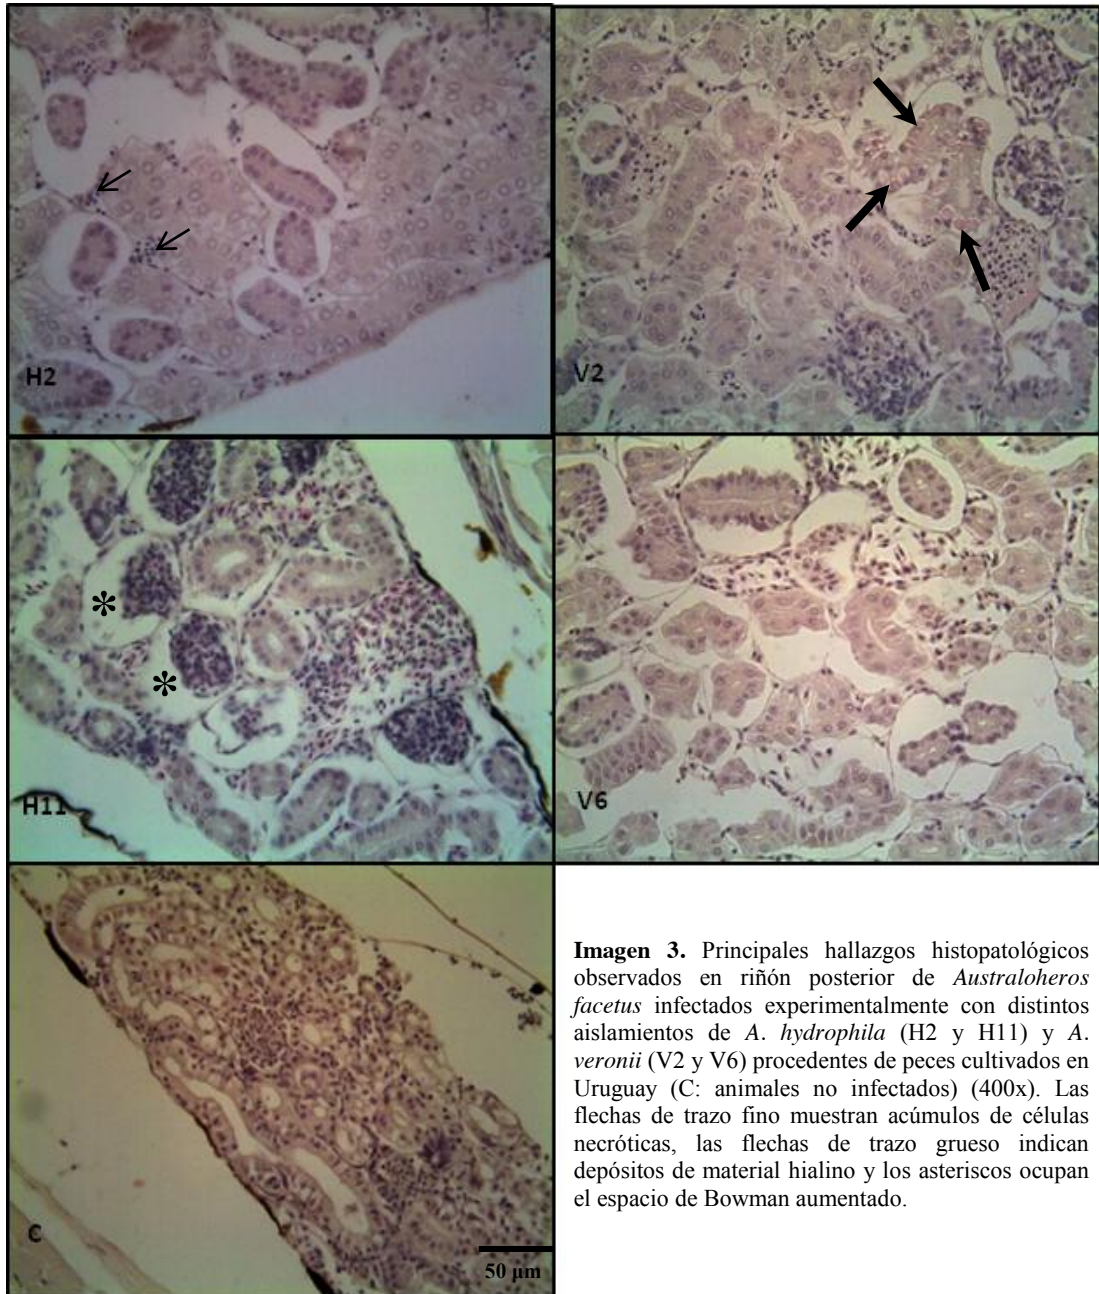 H2
V2
*
*
H11
V6
C
50 µm
Imagen 3. Principales hallazgos histopatológicos
observados en riñón posterior de Australoheros
facetus infectados experimentalmente con distintos
aislamientos de A. hydrophila (H2 y H11) y A.
veronii (V2 y V6) procedentes de peces cultivados en
Uruguay (C: animales no infectados) (400x). Las
flechas de trazo fino muestran acúmulos de células
necróticas, las flechas de trazo grueso indican
depósitos de material hialino y los asteriscos ocupan
el espacio de Bowman aumentado.